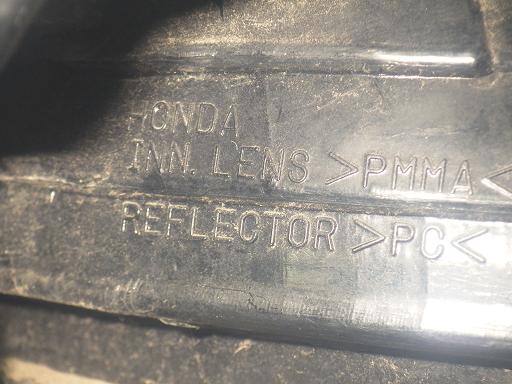 HONDA
INN. LENS >PMMA<
REFLECTOR >PC<